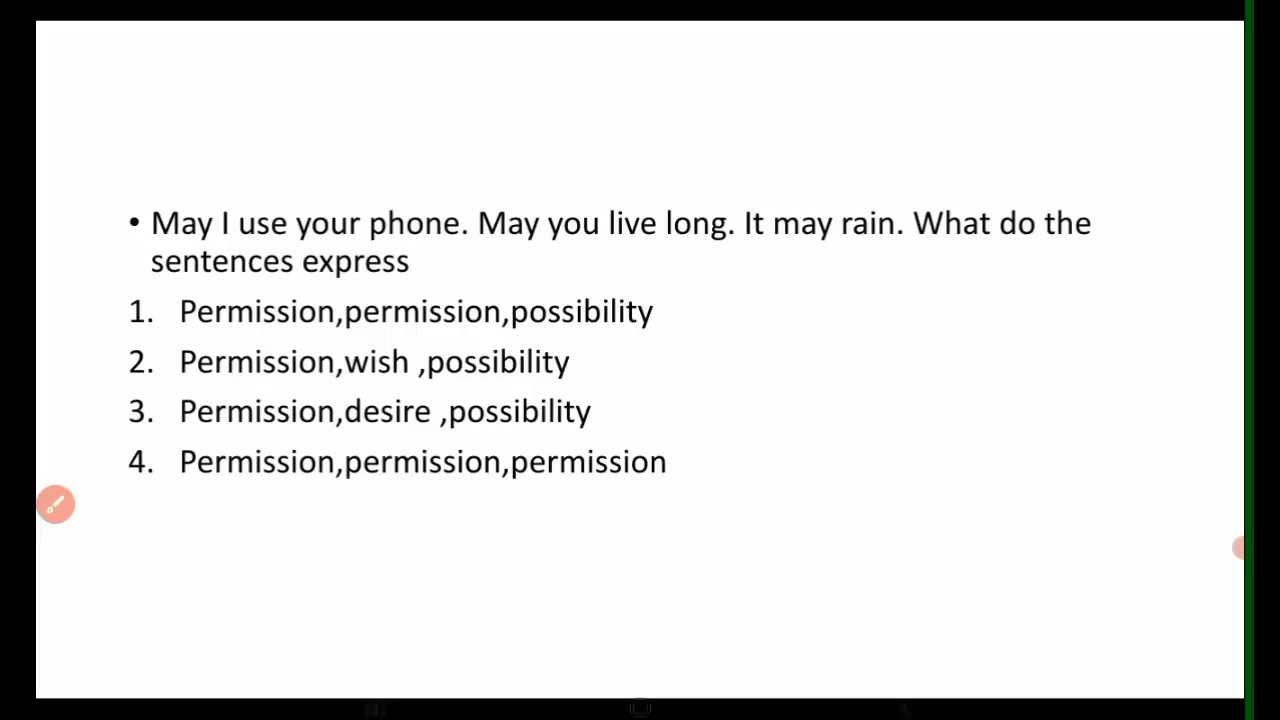 • May I use your phone. May you live long. It may rain. What do the
sentences express
1. Permission,permission,possibility
2. Permission,wish ,possibility
3. Permission,desire ,possibility
4. Permission,permission,permission